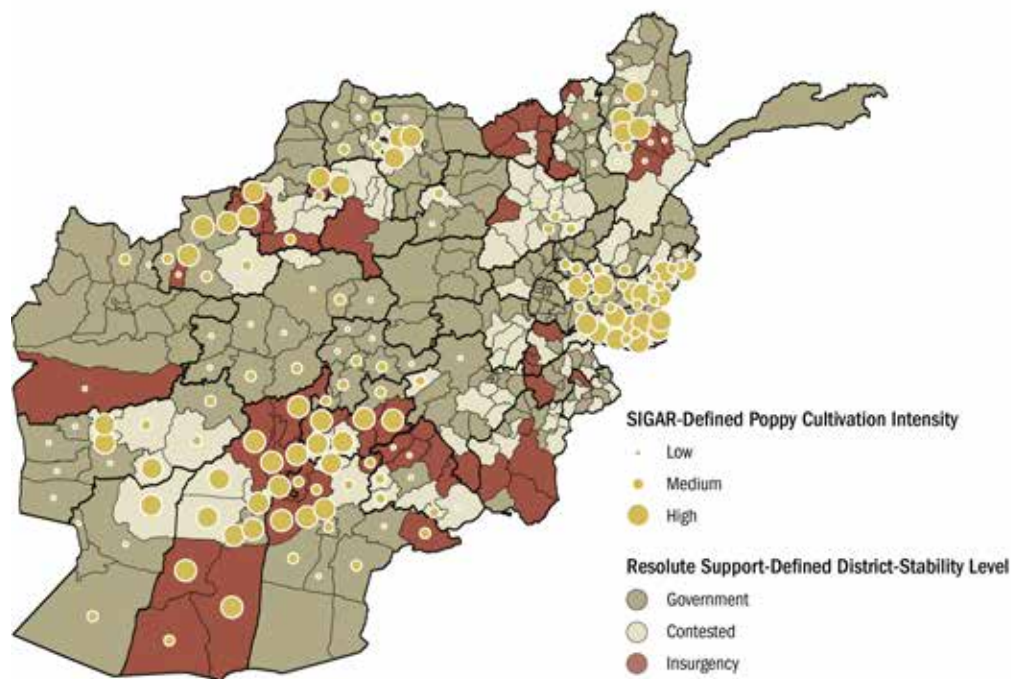 SIGAR-Defined Poppy Cultivation Intensity
Low
Medium
High
Resolute Support-Defined District-Stability Level
Government
Contested
Insurgency